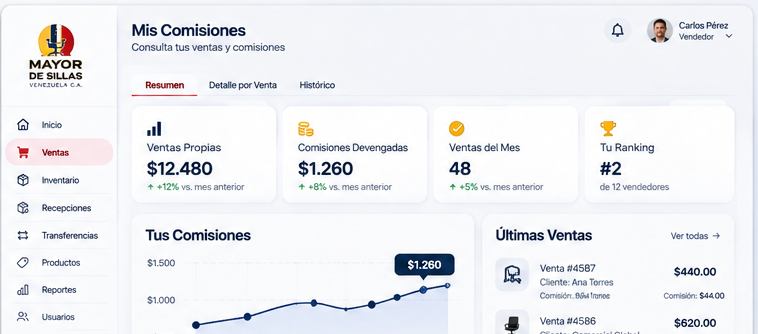 Mis Comisiones
Consulta tus ventas y comisiones
Carlos Pérez
Vendedor
MAYOR
DE SILLAS
VENEZUELA C.A.
Resumen
Detalle por Venta
Histórico
Inicio
Ventas
Inventario
Recepciones
Transferencias
Productos
Reportes
Usuarios
Ventas Propias
$12.480
+12% vs. mes anterior
Comisiones Devengadas
$1.260
+8% vs. mes anterior
Ventas del Mes
48
+5% vs. mes anterior
Tu Ranking
#2
de 12 vendedores
Tus Comisiones
$1.500
$1.260
$1.000
Últimas Ventas
Ver todas →
Venta #4587
$440.00
Cliente: Ana Torres
Comisión:
Comisión: $44.00
Venta #4586
$620.00